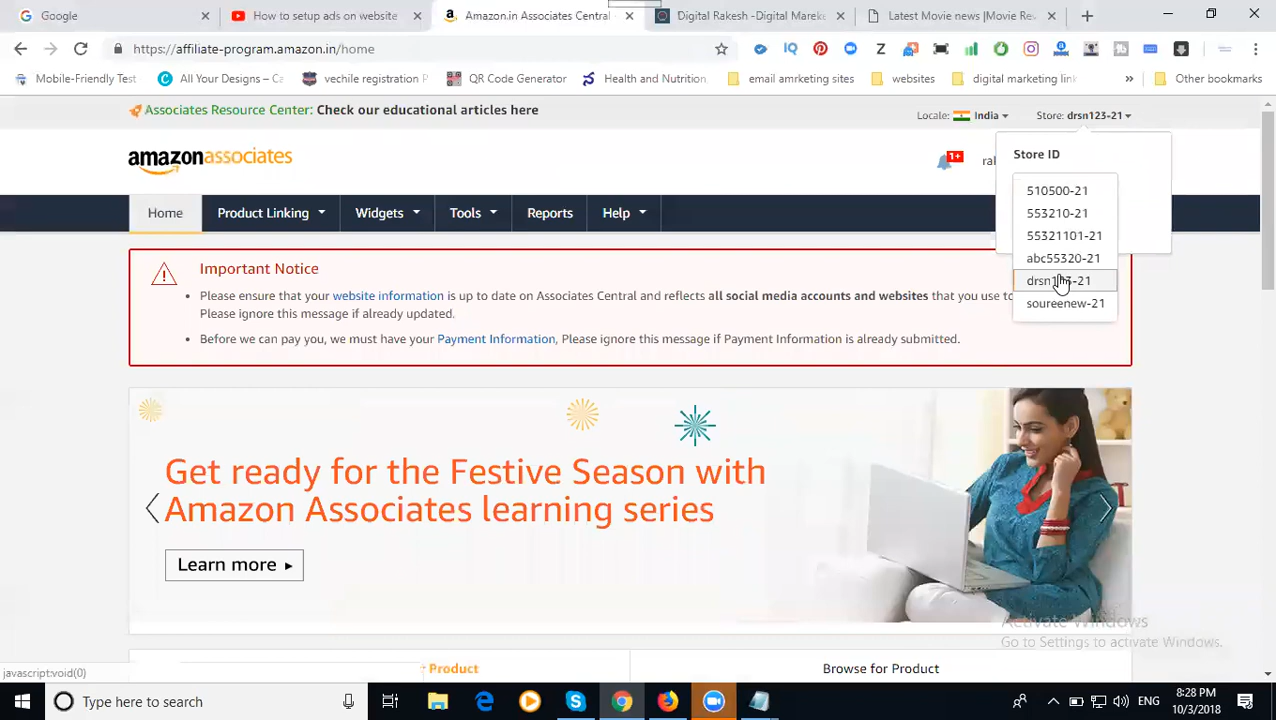 Google
How to setup ads on website
Amazon.in Associates Central -
Digital Rakesh -Digital Mareke
Latest Movie news |Movie Re
https://affiliate-program.amazon.in/home
Mobile-Friendly Test
All Your Designs – Ca
vechile registration P
QR Code Generator
Health and Nutrition
email amrketing sites
websites
digital marketing link
Other bookmarks
Associates Resource Center: Check our educational articles here
Locale: India
Store: drsn123-21
amazonassociates
1+
Store ID
510500-21
553210-21
55321101-21
abc55320-21
soureenew-21
Home
Product Linking
Widgets
Tools
Reports
Help
Important Notice
Please ensure that your website information is up to date on Associates Central and reflects all social media accounts and websites that you use to
Please ignore this message if already updated.
Before we can pay you, we must have your Payment Information, Please ignore this message if Payment Information is already submitted.
Get ready for the Festive Season with
Amazon Associates learning series
Learn more
Activate Windows
Go to Settings to activate Windows.
javascript:void(0)
Product
Browse for Product
Type here to search
ENG
8:28 PM
10/3/2018